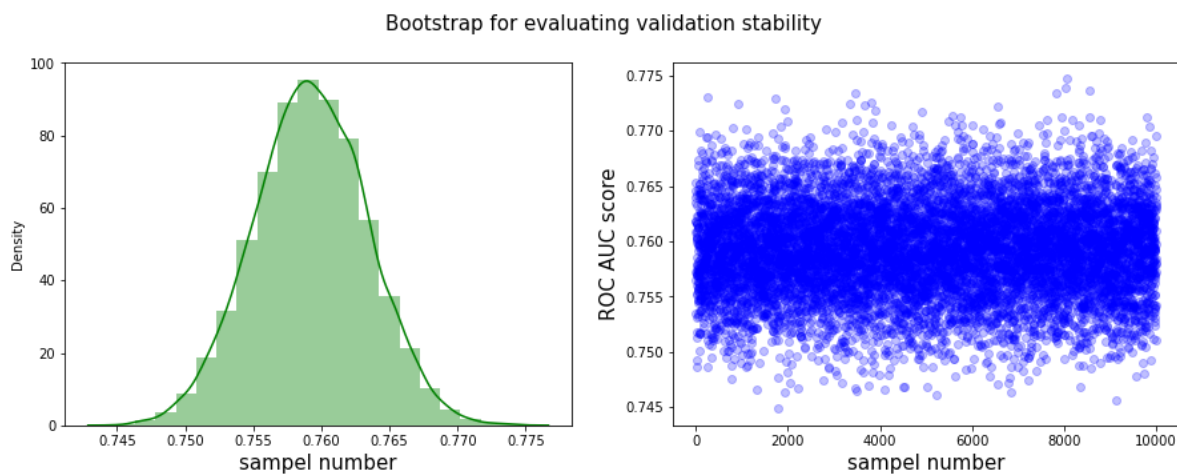 Bootstrap for evaluating validation stability
Density
100
80
60
40
20
0
0.745 0.750 0.755 0.760 0.765 0.770 0.775
sampel number
ROC AUC score
0.775
0.770
0.765
0.760
0.755
0.750
0.745
0 2000 4000 6000 8000 10000
sampel number